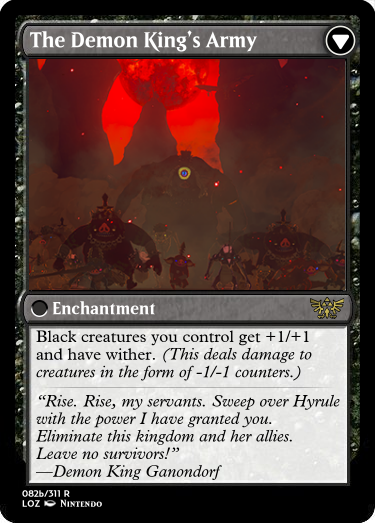 The Demon King's Army
Enchantment
Black creatures you control get +1/+1
and have wither. (This deals damage to
creatures in the form of -1/-1 counters.)
“Rise. Rise, my servants. Sweep over Hyrule
with the power I have granted you.
Eliminate this kingdom and her allies.
Leave no survivors!”
—Demon King Ganondorf
082b/311 R
LOZ Nintendo